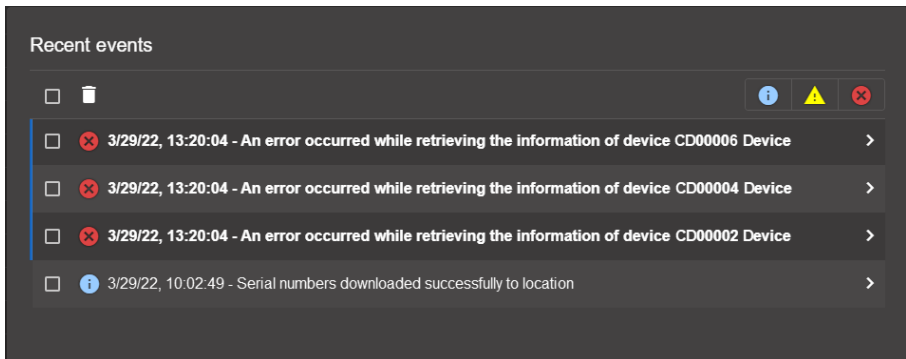 Recent events
3/29/22, 13:20:04 - An error occurred while retrieving the information of device CD00006 Device
3/29/22, 13:20:04 - An error occurred while retrieving the information of device CD00004 Device
3/29/22, 13:20:04 - An error occurred while retrieving the information of device CD00002 Device
3/29/22, 10:02:49 - Serial numbers downloaded successfully to location